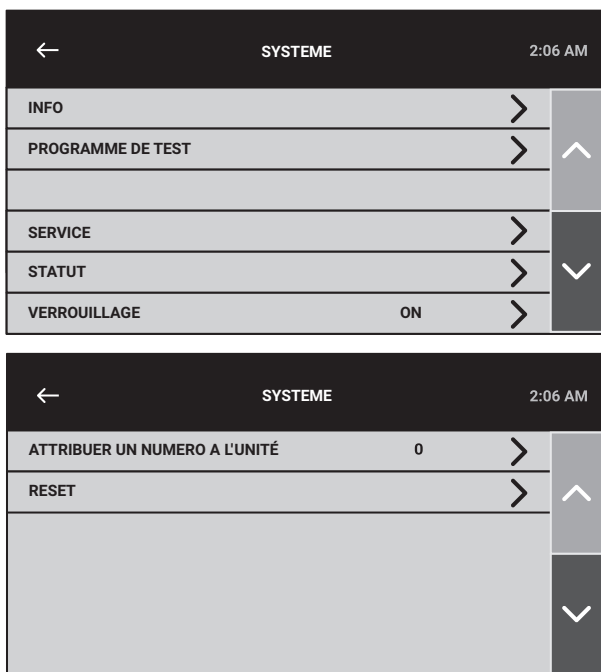 SYSTEME 2:06 AM
INFO
PROGRAMME DE TEST
SERVICE
STATUT
VERROUILLAGE ON
SYSTEME 2:06 AM
ATTRIBUER UN NUMERO A L'UNITÉ 0
RESET